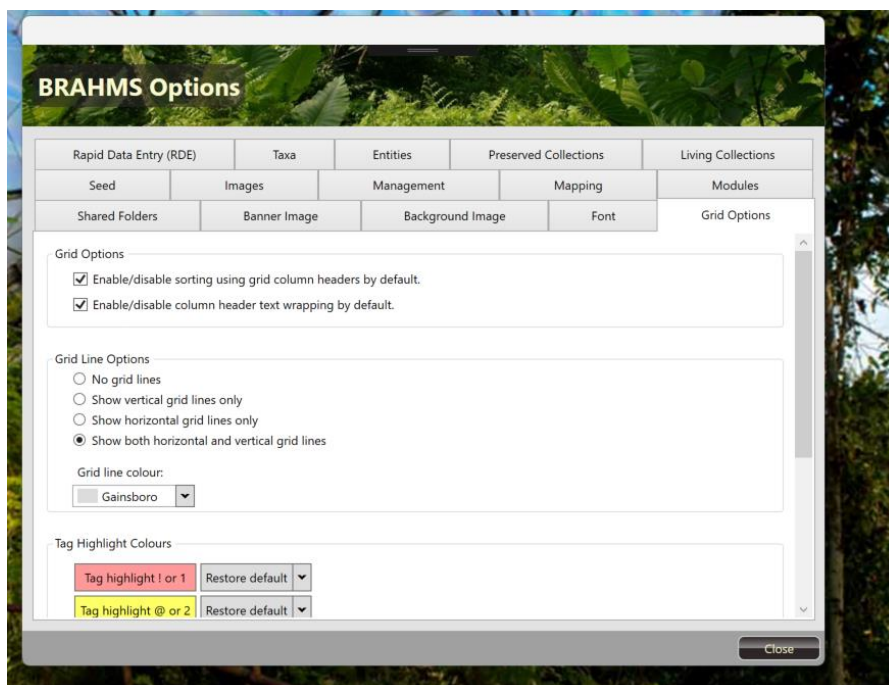 BRAHMS Options
Rapid Data Entry (RDE) Taxa Entities Preserved Collections Living Collections
Seed Images Management Mapping Modules
Shared Folders Banner Image Background Image Font Grid Options
Grid Options
Enable/disable sorting using grid column headers by default.
Enable/disable column header text wrapping by default.
Grid Line Options
No grid lines
Show vertical grid lines only
Show horizontal grid lines only
Show both horizontal and vertical grid lines
Grid line colour:
Gainsboro
Tag Highlight Colours
Tag highlight ! or 1 Restore default
Tag highlight @ or 2 Restore default
Close